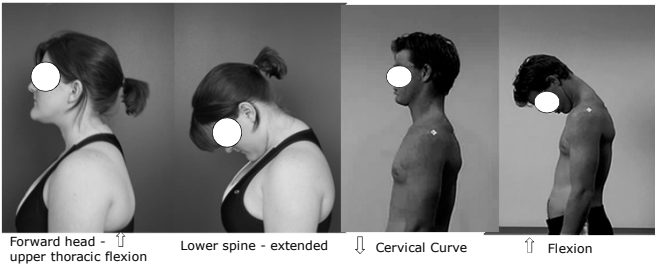 Forward head - ⇧
upper thoracic flexion
Lower spine - extended
⇩ Cervical Curve
⇧ Flexion